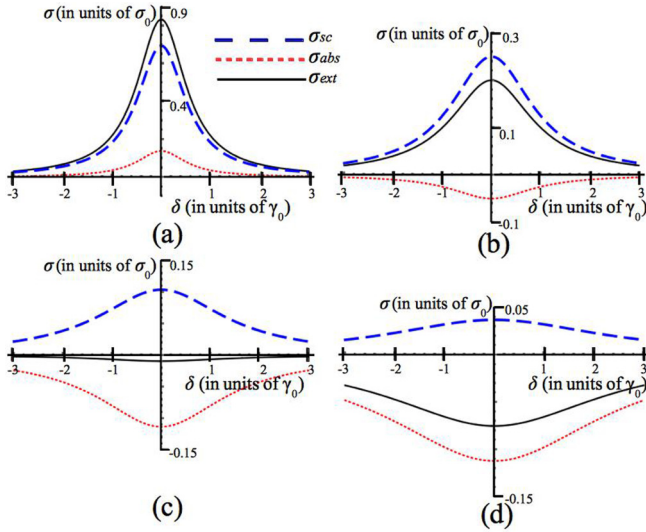 σ(in units of σ₀) 0.9
0.4
-3 -2 -1 1 2 3
δ (in units of γ₀)
(a)
σsc
σabs
σext
σ(in units of σ₀) 0.3
0.1
-3 -2 -1 1 2 3
δ (in units of γ₀)
-0.1
(b)
σ(in units of σ₀) 0.15
-3 -2 -1 1 2 3
δ (in units of γ₀)
-0.15
(c)
σ(in units of σ₀) 0.05
-3 -2 -1 1 2 3
δ (in units of γ₀)
-0.15
(d)